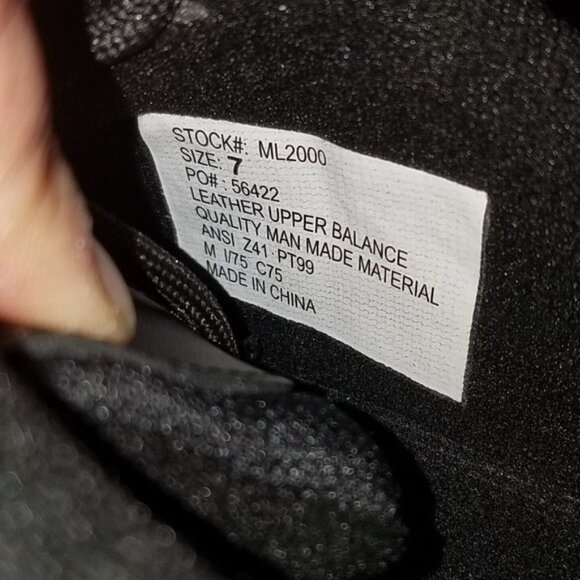 STOCK#: ML2000
SIZE: 7
PO#: 56422
LEATHER UPPER BALANCE
QUALITY MAN MADE MATERIAL
ANSI Z41 PT99
M I/75 C75
MADE IN CHINA